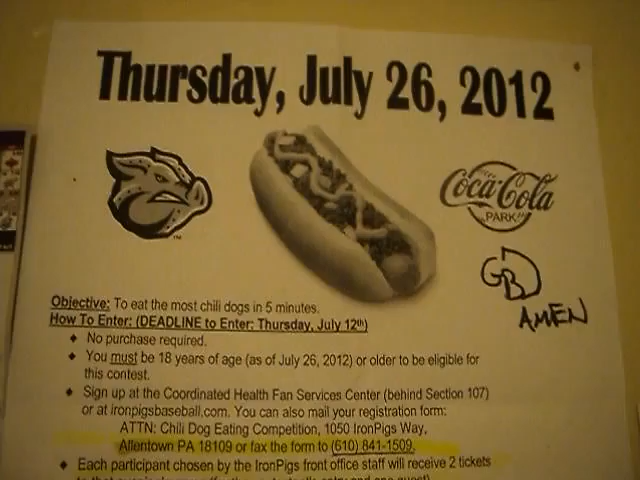 Thursday, July 26, 2012
Coca-Cola
PARK
GBD
AMEN
Objective: To eat the most chili dogs in 5 minutes.
How To Enter: (DEADLINE to Enter: Thursday, July 12th)
♦ No purchase required.
♦ You must be 18 years of age (as of July 26, 2012) or older to be eligible for
this contest.
♦ Sign up at the Coordinated Health Fan Services Center (behind Section 107)
or at ironpigsbaseball.com. You can also mail your registration form:
ATTN: Chili Dog Eating Competition, 1050 IronPigs Way,
Allentown PA 18109 or fax the form to (610) 841-1509.
♦ Each participant chosen by the IronPigs front office staff will receive 2 tickets